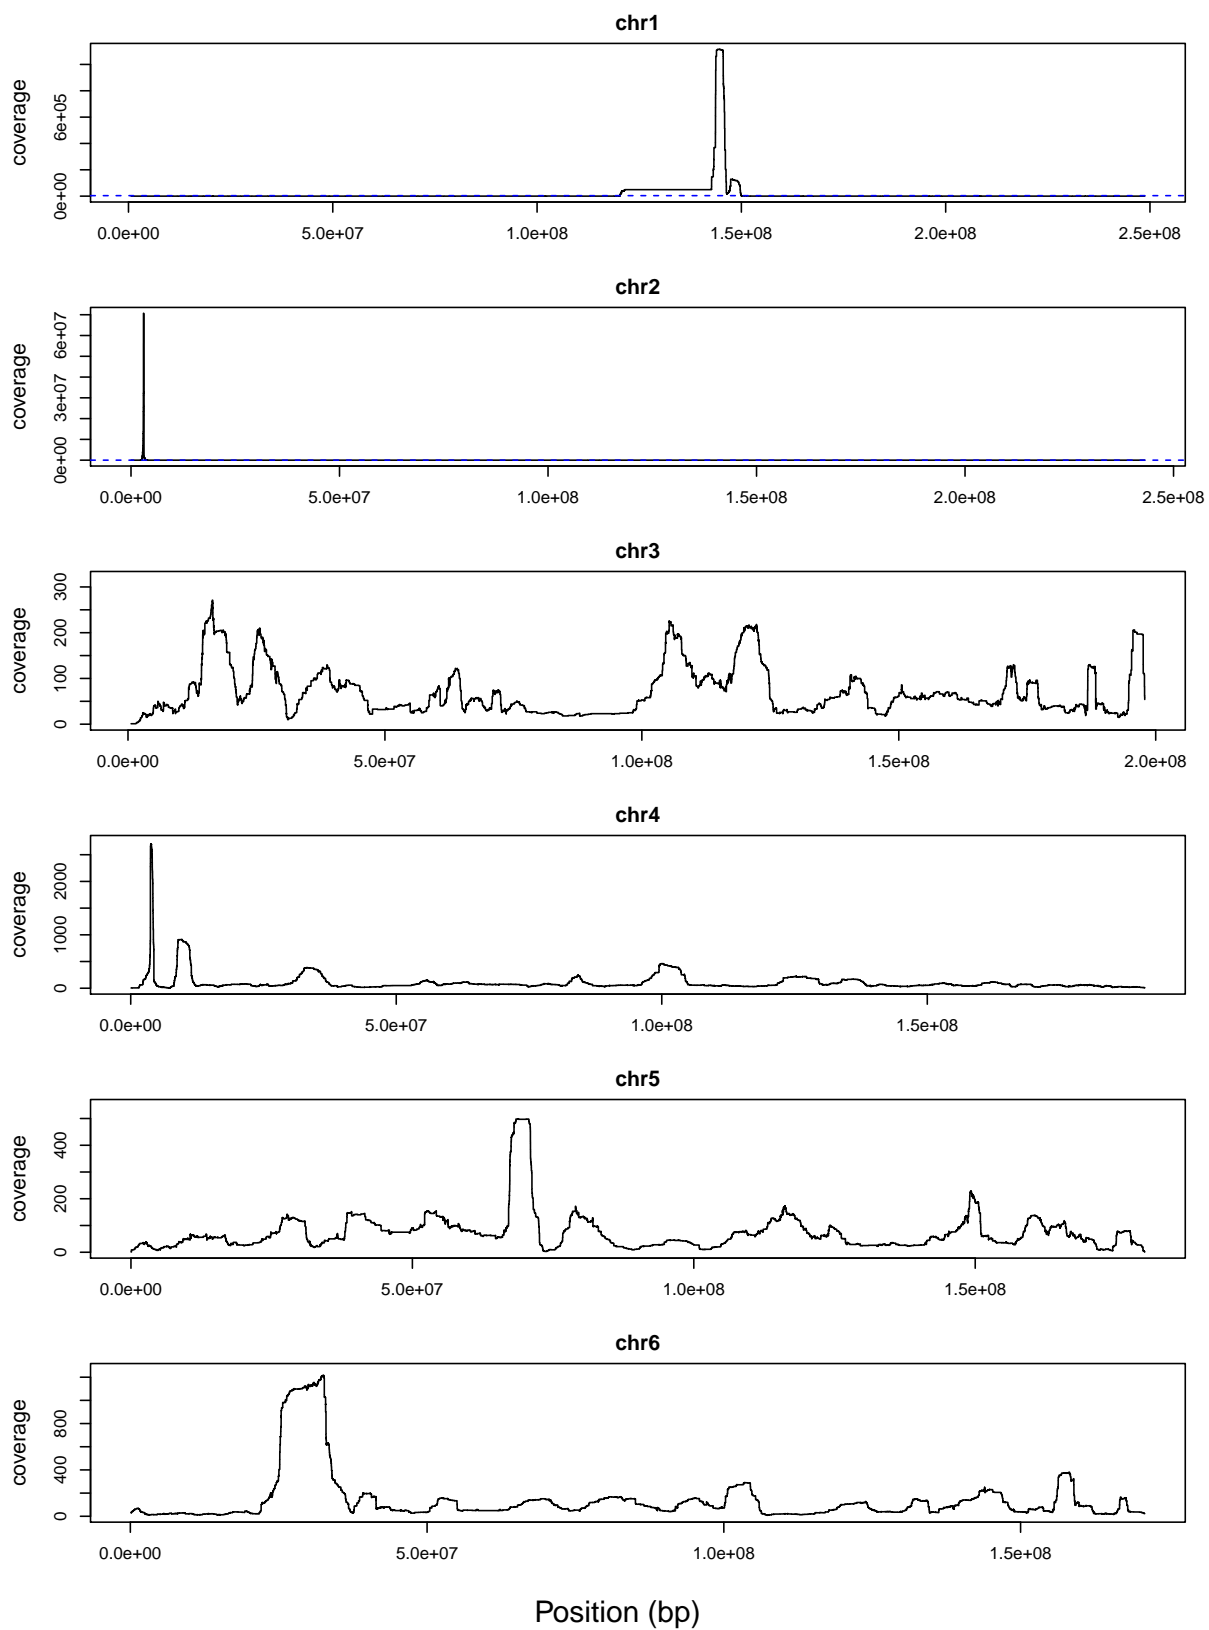 chr1
coverage
6e+05
0e+00
0.0e+00 5.0e+07 1.0e+08 1.5e+08 2.0e+08 2.5e+08
chr2
coverage
6e+07
3e+07
0e+00
0.0e+00 5.0e+07 1.0e+08 1.5e+08 2.0e+08 2.5e+08
chr3
coverage
300
200
100
0
0.0e+00 5.0e+07 1.0e+08 1.5e+08 2.0e+08
chr4
coverage
2000
1000
0
0.0e+00 5.0e+07 1.0e+08 1.5e+08
chr5
coverage
400
200
0
0.0e+00 5.0e+07 1.0e+08 1.5e+08
chr6
coverage
800
400
0
0.0e+00 5.0e+07 1.0e+08 1.5e+08
Position (bp)